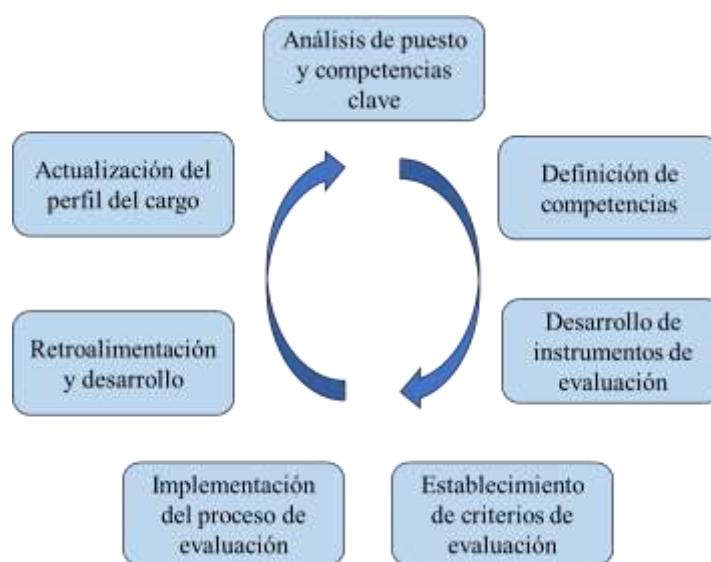 Análisis de puesto
y competencias
clave
Definición de
competencias
Desarrollo de
instrumentos de
evaluación
Establecimiento
de criterios de
evaluación
Implementación
del proceso de
evaluación
Retroalimentación
y desarrollo
Actualización del
perfil del cargo